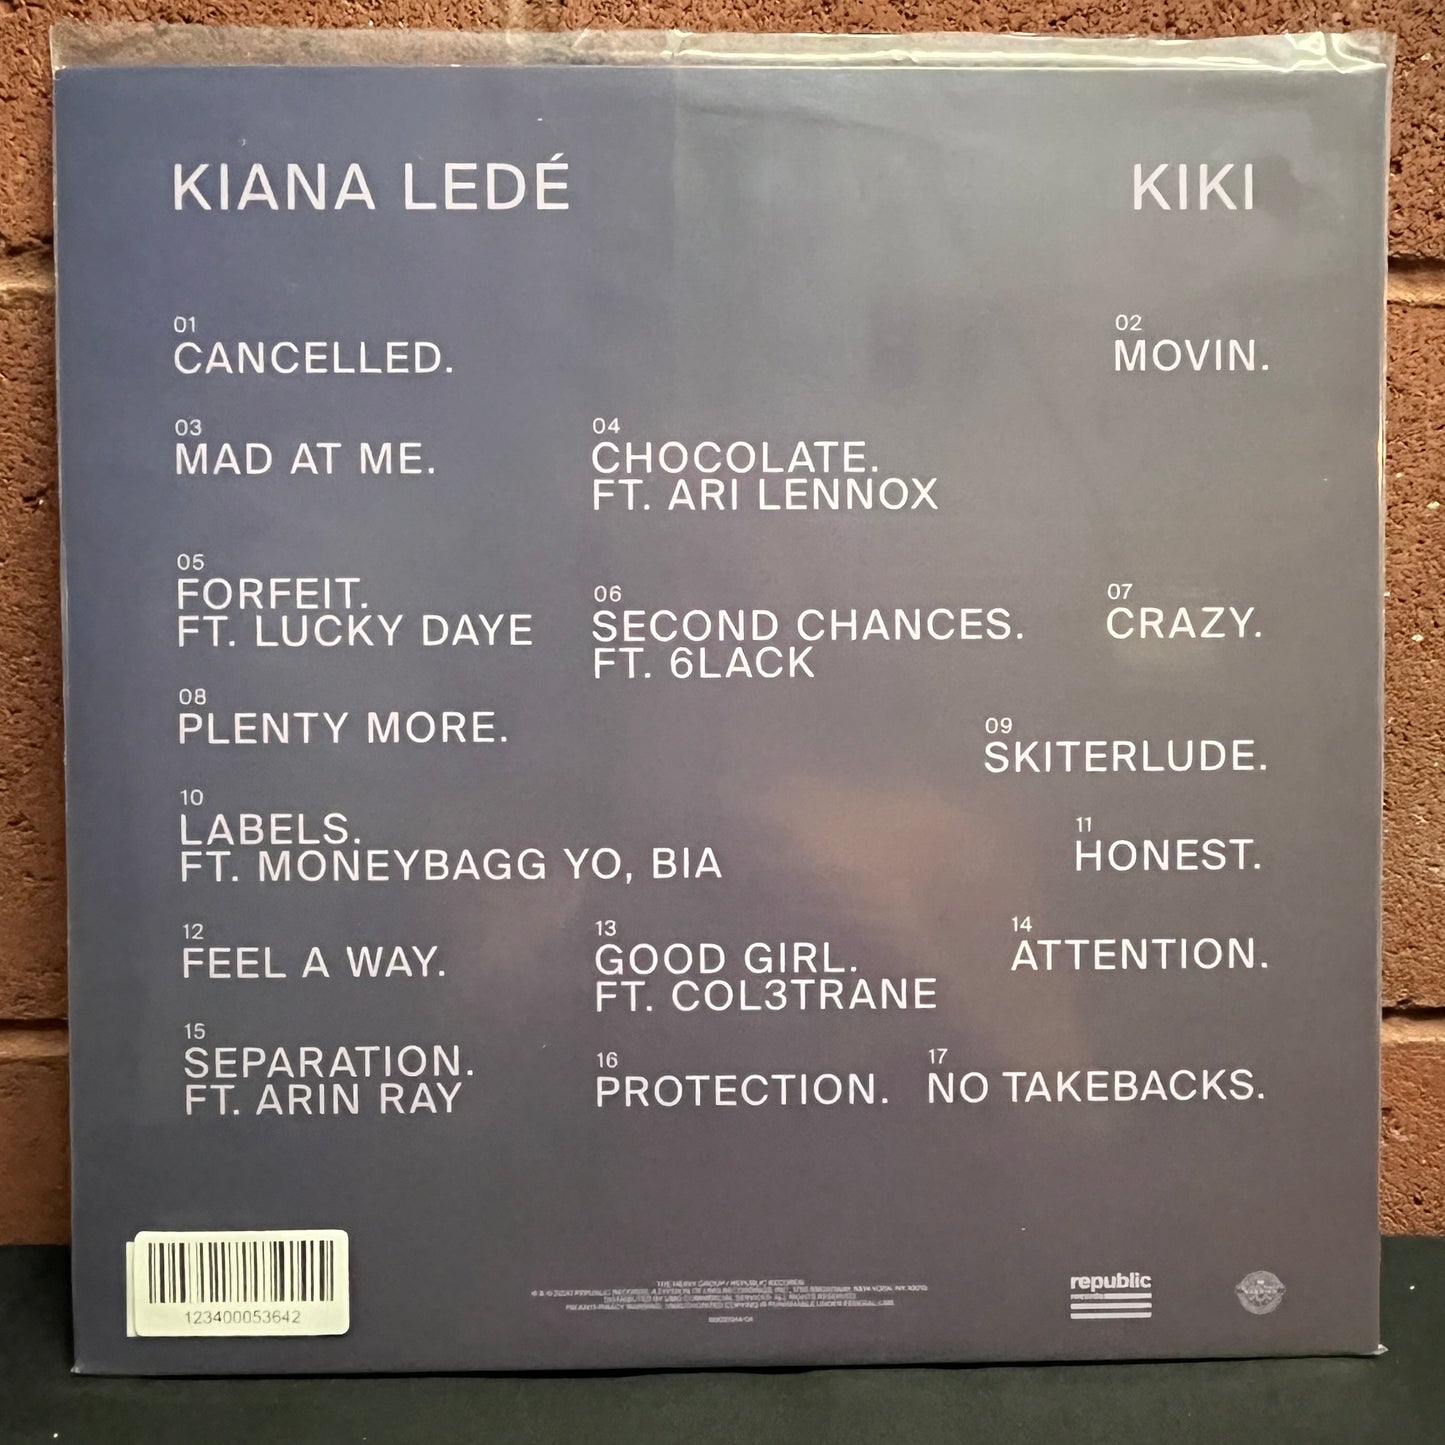 KIANA LEDÉ
KIKI
01
CANCELLED.
02
MOVIN.
03
MAD AT ME.
04
CHOCOLATE.
FT. ARI LENNOX
05
FORFEIT.
FT. LUCKY DAYE
06
SECOND CHANCES.
FT. 6LACK
07
CRAZY.
08
PLENTY MORE.
09
SKITERLUDE.
10
LABELS.
FT. MONEYBAGG YO, BIA
11
HONEST.
12
FEEL A WAY.
13
GOOD GIRL.
FT. COL3TRANE
14
ATTENTION.
15
SEPARATION.
FT. ARIN RAY
16
PROTECTION.
17
NO TAKEBACKS.
123400053642
republic
records